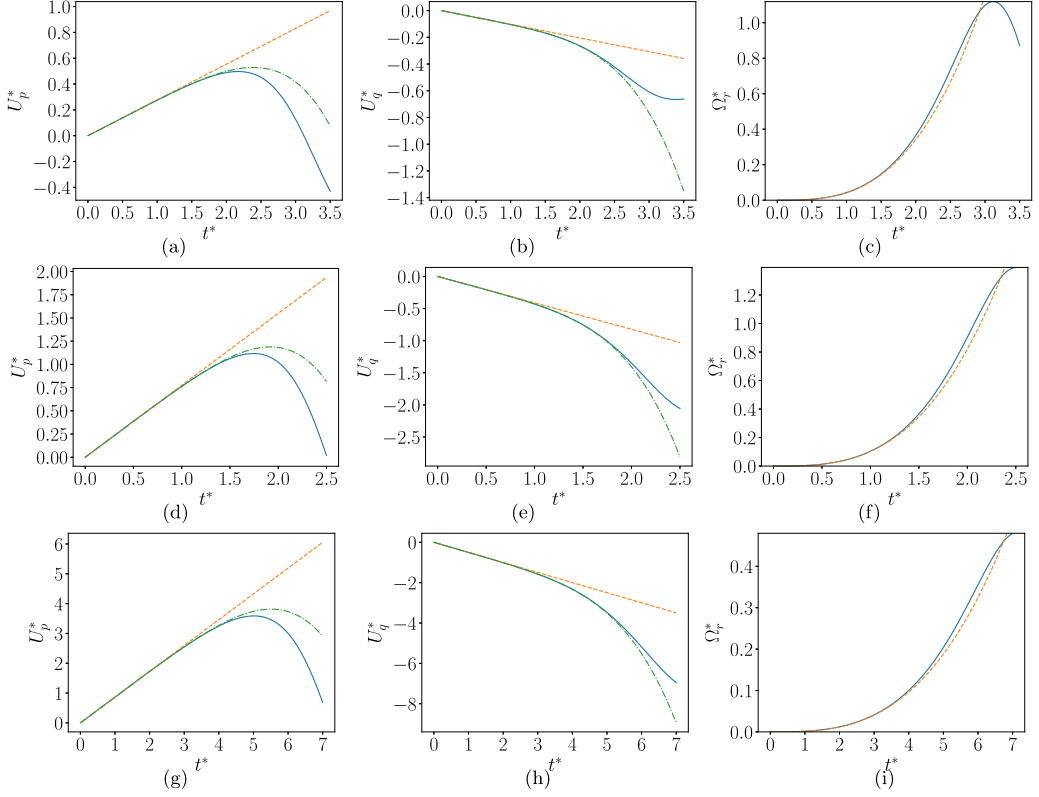 1.0
0.8
0.6
0.4
0.2
0.0
−0.2
−0.4
U*p
0.0 0.5 1.0 1.5 2.0 2.5 3.0 3.5
t*
(a)
0.0
−0.2
−0.4
−0.6
−0.8
−1.0
−1.2
−1.4
U*q
0.0 0.5 1.0 1.5 2.0 2.5 3.0 3.5
t*
(b)
1.0
0.8
0.6
0.4
0.2
0.0
Ω*r
0.0 0.5 1.0 1.5 2.0 2.5 3.0 3.5
t*
(c)
2.00
1.75
1.50
1.25
1.00
0.75
0.50
0.25
0.00
U*p
0.0 0.5 1.0 1.5 2.0 2.5
t*
(d)
0.0
−0.5
−1.0
−1.5
−2.0
−2.5
U*q
0.0 0.5 1.0 1.5 2.0 2.5
t*
(e)
1.2
1.0
0.8
0.6
0.4
0.2
0.0
Ω*r
0.0 0.5 1.0 1.5 2.0 2.5
t*
(f)
6
5
4
3
2
1
0
U*p
0 1 2 3 4 5 6 7
t*
(g)
0
−2
−4
−6
−8
U*q
0 1 2 3 4 5 6 7
t*
(h)
0.4
0.3
0.2
0.1
0.0
Ω*r
0 1 2 3 4 5 6 7
t*
(i)